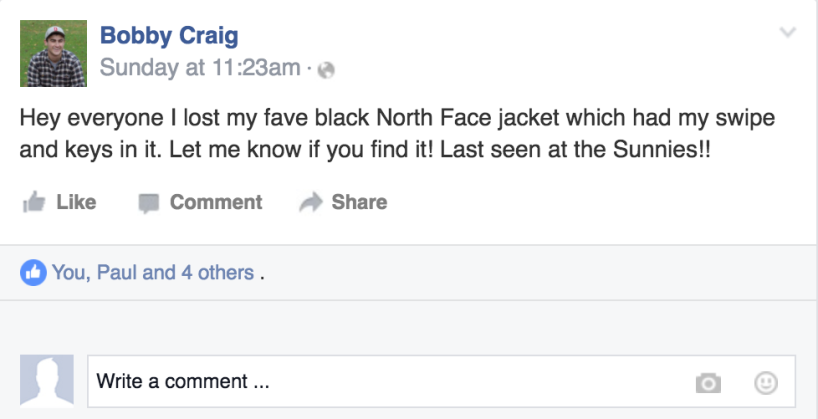 Bobby Craig
Sunday at 11:23am ·
Hey everyone I lost my fave black North Face jacket which had my swipe
and keys in it. Let me know if you find it! Last seen at the Sunnies!!
Like Comment Share
You, Paul and 4 others .
Write a comment ...